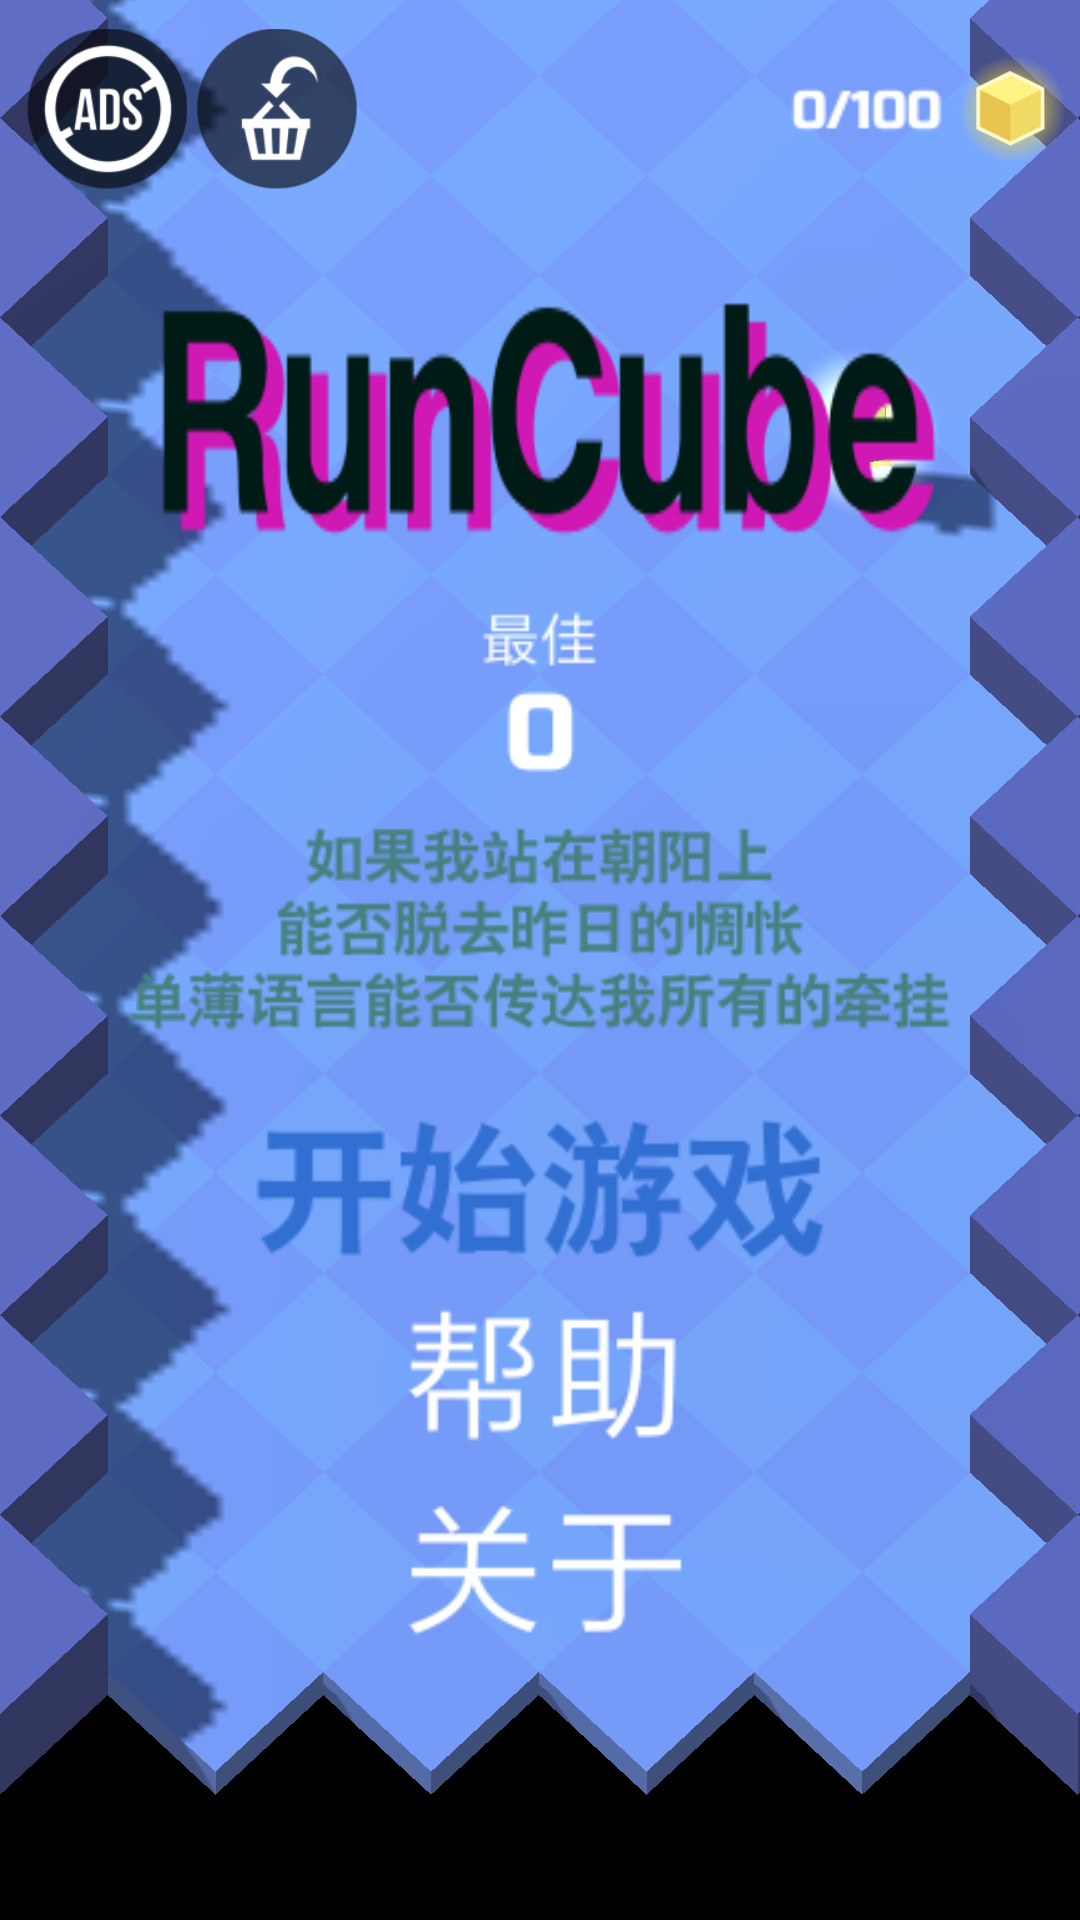 ADS
0/100
RunCube
最佳
0
如果我站在朝阳上
能否脱去昨日的惆怅
单薄语言能否传达我所有的牵挂
开始游戏
帮助
关于